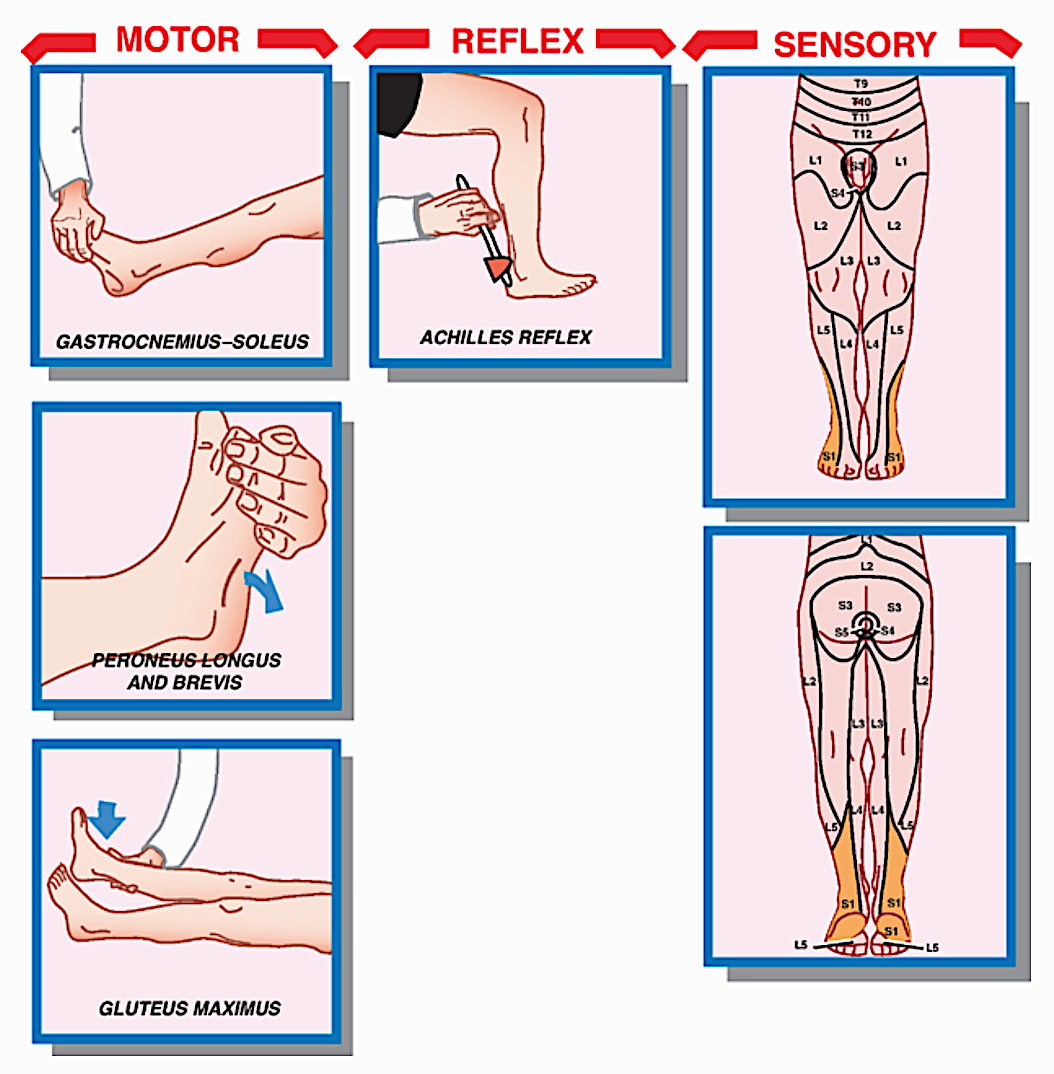 MOTOR
REFLEX
SENSORY
GASTROCNEMIUS–SOLEUS
ACHILLES REFLEX
T9
T10
T11
T12
L1 S3 L1
S4
L2 L2
L3 L3
L5 L5
L4 L4
S1 S1
PERONEUS LONGUS
AND BREVIS
L1
L2
S3 S3
S5 S4
L2 L2
L3 L3
L4 L4
L5 L5
S1 S1
S1
L5 L5
GLUTEUS MAXIMUS